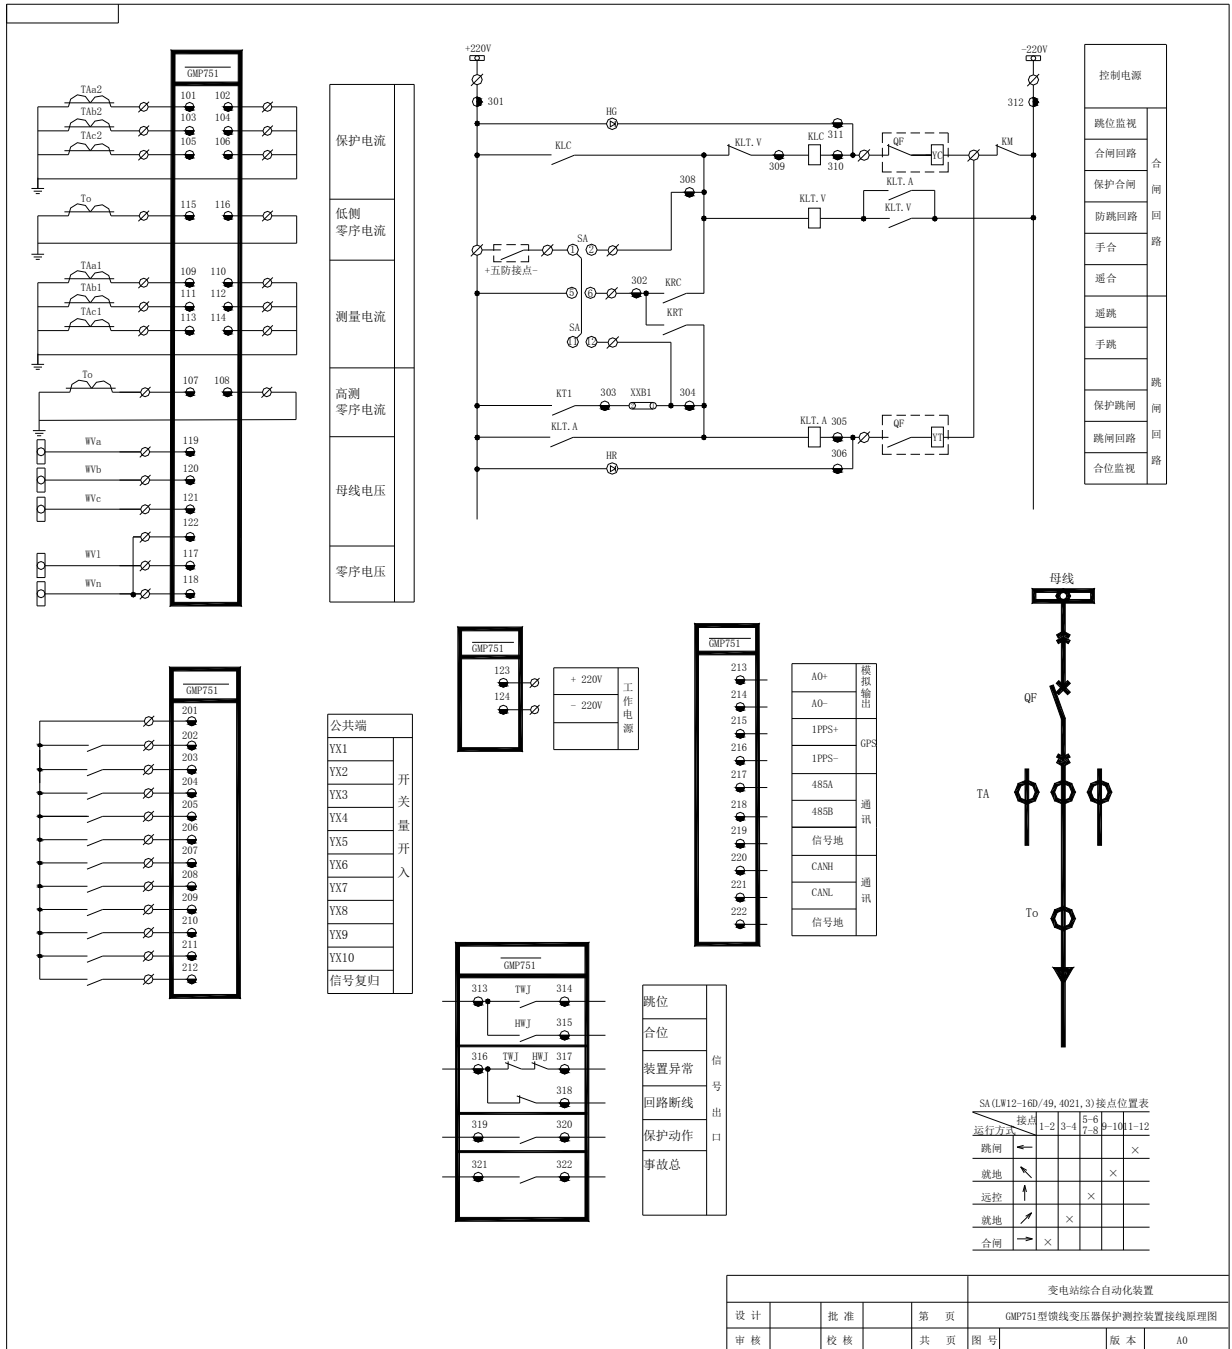 GMP751
TAa2
101 102
TAb2
103 104
TAc2
105 106
To
115 116
TAa1
109 110
TAb1
111 112
TAc1
113 114
To
107 108
WVa
119
WVb
120
WVc
121
122
WV1
117
WVn
118
保护电流
低侧
零序电流
测量电流
高测
零序电流
母线电压
零序电压
+220V
-220V
301
312
HG
311
KLC
KLT.V
309
KLC
310
QF
YC
KM
308
KLT.V
KLT.A
KLT.V
SA
1 2
+五防接点-
5 6
302
KRC
KRT
SA
11 12
KT1
303
XXB1
304
KLT.A
KLT.A
305
QF
YT
HR
306
控制电源
跳位监视
合闸回路
保护合闸
防跳回路
手合
遥合
合闸回路
遥跳
手跳
保护跳闸
跳闸回路
合位监视
跳闸回路
GMP751
201
202
203
204
205
206
207
208
209
210
211
212
公共端
YX1
YX2
YX3
YX4
YX5
YX6
YX7
YX8
YX9
YX10
信号复归
开关量开入
GMP751
123
124
+ 220V
- 220V
工作电源
GMP751
213
214
215
216
217
218
219
220
221
222
AO+
AO-
模拟输出
1PPS+
1PPS-
GPS
485A
485B
信号地
通讯
CANH
CANL
信号地
通讯
GMP751
313 TWJ 314
HWJ 315
316 TWJ HWJ 317
318
319 320
321 322
跳位
合位
装置异常
回路断线
保护动作
事故总
信号出口
母线
QF
TA
To
SA(LW12-16D/49,4021,3)接点位置表
接点
运行方式
1-2 3-4 5-6 7-8 9-10 11-12
跳闸 ← ×
就地 ↖ ×
远控 ↑ ×
就地 ↗ ×
合闸 → ×
变电站综合自动化装置
设 计 批 准 第 页 GMP751型馈线变压器保护测控装置接线原理图
审 核 校 核 共 页 图 号 版 本 A0